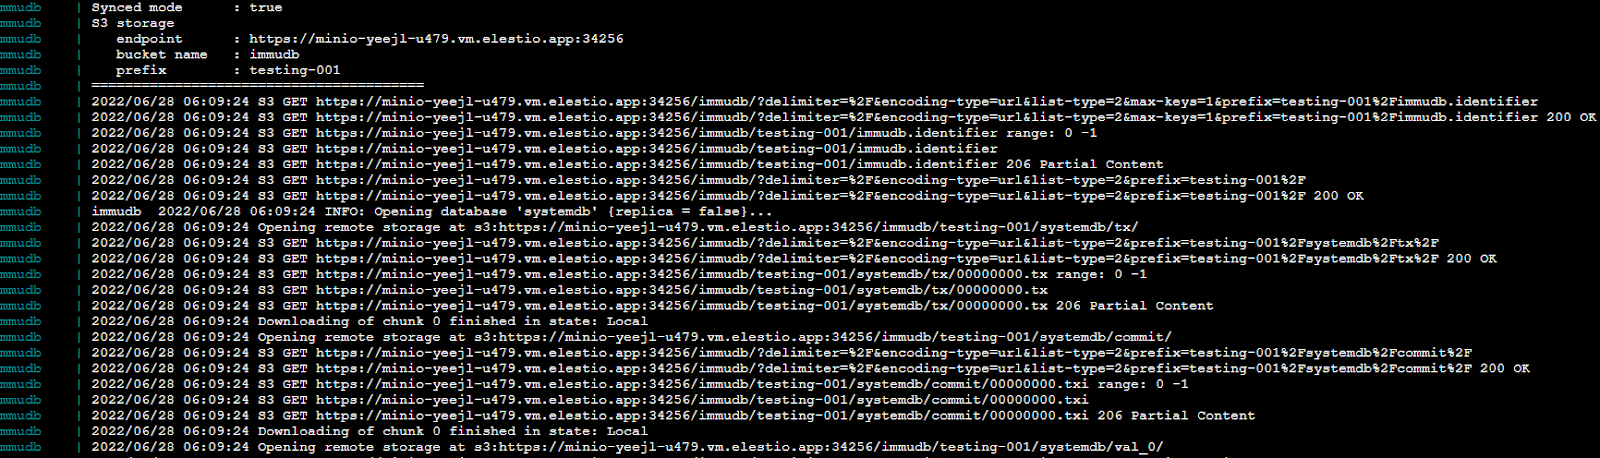 mmudb | Synced mode : true
mmudb | S3 storage
mmudb | endpoint : https://minio-yeejl-u479.vm.elestio.app:34256
mmudb | bucket name : immudb
mmudb | prefix : testing-001
mmudb | ========================================
mmudb | 2022/06/28 06:09:24 S3 GET https://minio-yeejl-u479.vm.elestio.app:34256/immudb/?delimiter=%2F&encoding-type=url&list-type=2&max-keys=1&prefix=testing-001%2Fimmudb.identifier
mmudb | 2022/06/28 06:09:24 S3 GET https://minio-yeejl-u479.vm.elestio.app:34256/immudb/?delimiter=%2F&encoding-type=url&list-type=2&max-keys=1&prefix=testing-001%2Fimmudb.identifier 200 OK
mmudb | 2022/06/28 06:09:24 S3 GET https://minio-yeejl-u479.vm.elestio.app:34256/immudb/testing-001/immudb.identifier range: 0 -1
mmudb | 2022/06/28 06:09:24 S3 GET https://minio-yeejl-u479.vm.elestio.app:34256/immudb/testing-001/immudb.identifier
mmudb | 2022/06/28 06:09:24 S3 GET https://minio-yeejl-u479.vm.elestio.app:34256/immudb/testing-001/immudb.identifier 206 Partial Content
mmudb | 2022/06/28 06:09:24 S3 GET https://minio-yeejl-u479.vm.elestio.app:34256/immudb/?delimiter=%2F&encoding-type=url&list-type=2&prefix=testing-001%2F
mmudb | 2022/06/28 06:09:24 S3 GET https://minio-yeejl-u479.vm.elestio.app:34256/immudb/?delimiter=%2F&encoding-type=url&list-type=2&prefix=testing-001%2F 200 OK
mmudb | immudb 2022/06/28 06:09:24 INFO: Opening database 'systemdb' {replica = false}...
mmudb | 2022/06/28 06:09:24 Opening remote storage at s3:https://minio-yeejl-u479.vm.elestio.app:34256/immudb/testing-001/systemdb/tx/
mmudb | 2022/06/28 06:09:24 S3 GET https://minio-yeejl-u479.vm.elestio.app:34256/immudb/?delimiter=%2F&encoding-type=url&list-type=2&prefix=testing-001%2Fsystemdb%2Ftx%2F
mmudb | 2022/06/28 06:09:24 S3 GET https://minio-yeejl-u479.vm.elestio.app:34256/immudb/?delimiter=%2F&encoding-type=url&list-type=2&prefix=testing-001%2Fsystemdb%2Ftx%2F 200 OK
mmudb | 2022/06/28 06:09:24 S3 GET https://minio-yeejl-u479.vm.elestio.app:34256/immudb/testing-001/systemdb/tx/00000000.tx range: 0 -1
mmudb | 2022/06/28 06:09:24 S3 GET https://minio-yeejl-u479.vm.elestio.app:34256/immudb/testing-001/systemdb/tx/00000000.tx
mmudb | 2022/06/28 06:09:24 S3 GET https://minio-yeejl-u479.vm.elestio.app:34256/immudb/testing-001/systemdb/tx/00000000.tx 206 Partial Content
mmudb | 2022/06/28 06:09:24 Downloading of chunk 0 finished in state: Local
mmudb | 2022/06/28 06:09:24 Opening remote storage at s3:https://minio-yeejl-u479.vm.elestio.app:34256/immudb/testing-001/systemdb/commit/
mmudb | 2022/06/28 06:09:24 S3 GET https://minio-yeejl-u479.vm.elestio.app:34256/immudb/?delimiter=%2F&encoding-type=url&list-type=2&prefix=testing-001%2Fsystemdb%2Fcommit%2F
mmudb | 2022/06/28 06:09:24 S3 GET https://minio-yeejl-u479.vm.elestio.app:34256/immudb/?delimiter=%2F&encoding-type=url&list-type=2&prefix=testing-001%2Fsystemdb%2Fcommit%2F 200 OK
mmudb | 2022/06/28 06:09:24 S3 GET https://minio-yeejl-u479.vm.elestio.app:34256/immudb/testing-001/systemdb/commit/00000000.txi range: 0 -1
mmudb | 2022/06/28 06:09:24 S3 GET https://minio-yeejl-u479.vm.elestio.app:34256/immudb/testing-001/systemdb/commit/00000000.txi
mmudb | 2022/06/28 06:09:24 S3 GET https://minio-yeejl-u479.vm.elestio.app:34256/immudb/testing-001/systemdb/commit/00000000.txi 206 Partial Content
mmudb | 2022/06/28 06:09:24 Downloading of chunk 0 finished in state: Local
mmudb | 2022/06/28 06:09:24 Opening remote storage at s3:https://minio-yeejl-u479.vm.elestio.app:34256/immudb/testing-001/systemdb/val_0/